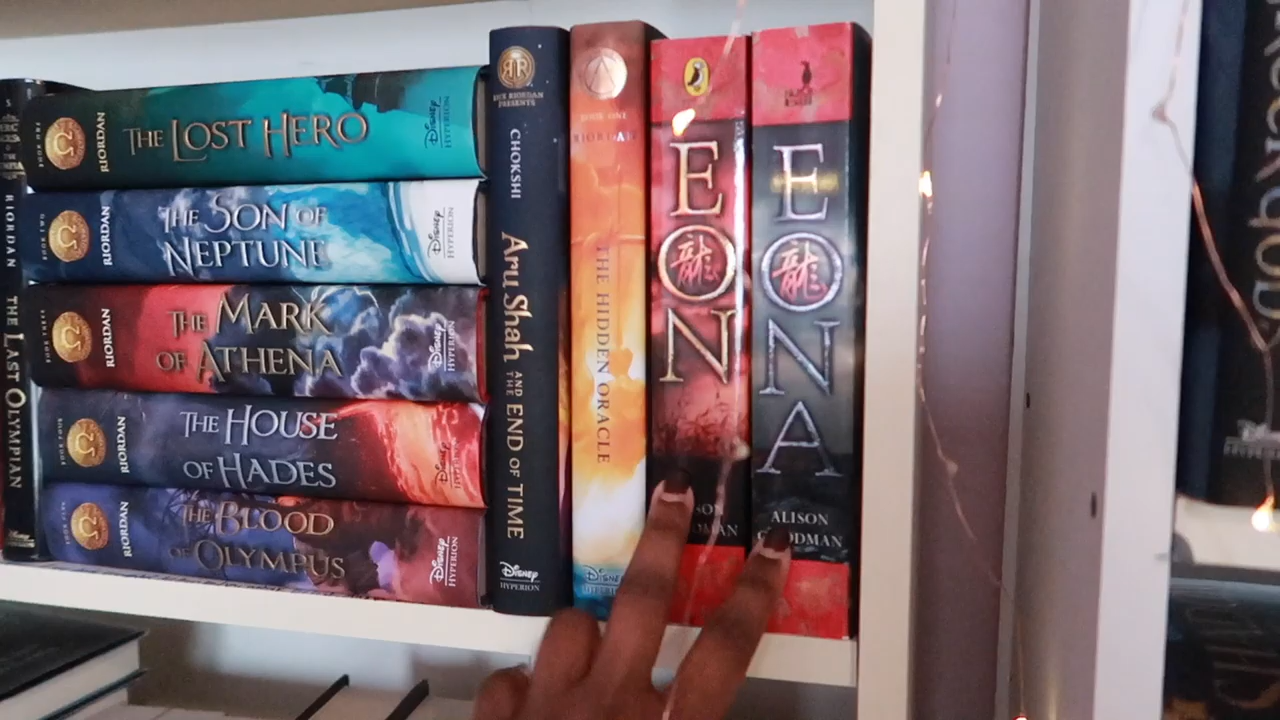 RIORDAN
THE LAST OLYMPIAN
RIORDAN
THE LOST HERO
Disney
HYPERION
RIORDAN
THE SON OF
NEPTUNE
Disney
HYPERION
RIORDAN
THE MARK
OF ATHENA
Disney
HYPERION
RIORDAN
THE HOUSE
OF HADES
Disney
HYPERION
RIORDAN
THE BLOOD
OF OLYMPUS
Disney
HYPERION
RR
RICK RIORDAN
PRESENTS
CHOKSHI
Aru Shah AND THE END OF TIME
Disney
HYPERION
BOOK ONE
RIORDAN
THE HIDDEN ORACLE
Disney
EON
龍
EONA
龍
ALISON
GOODMAN